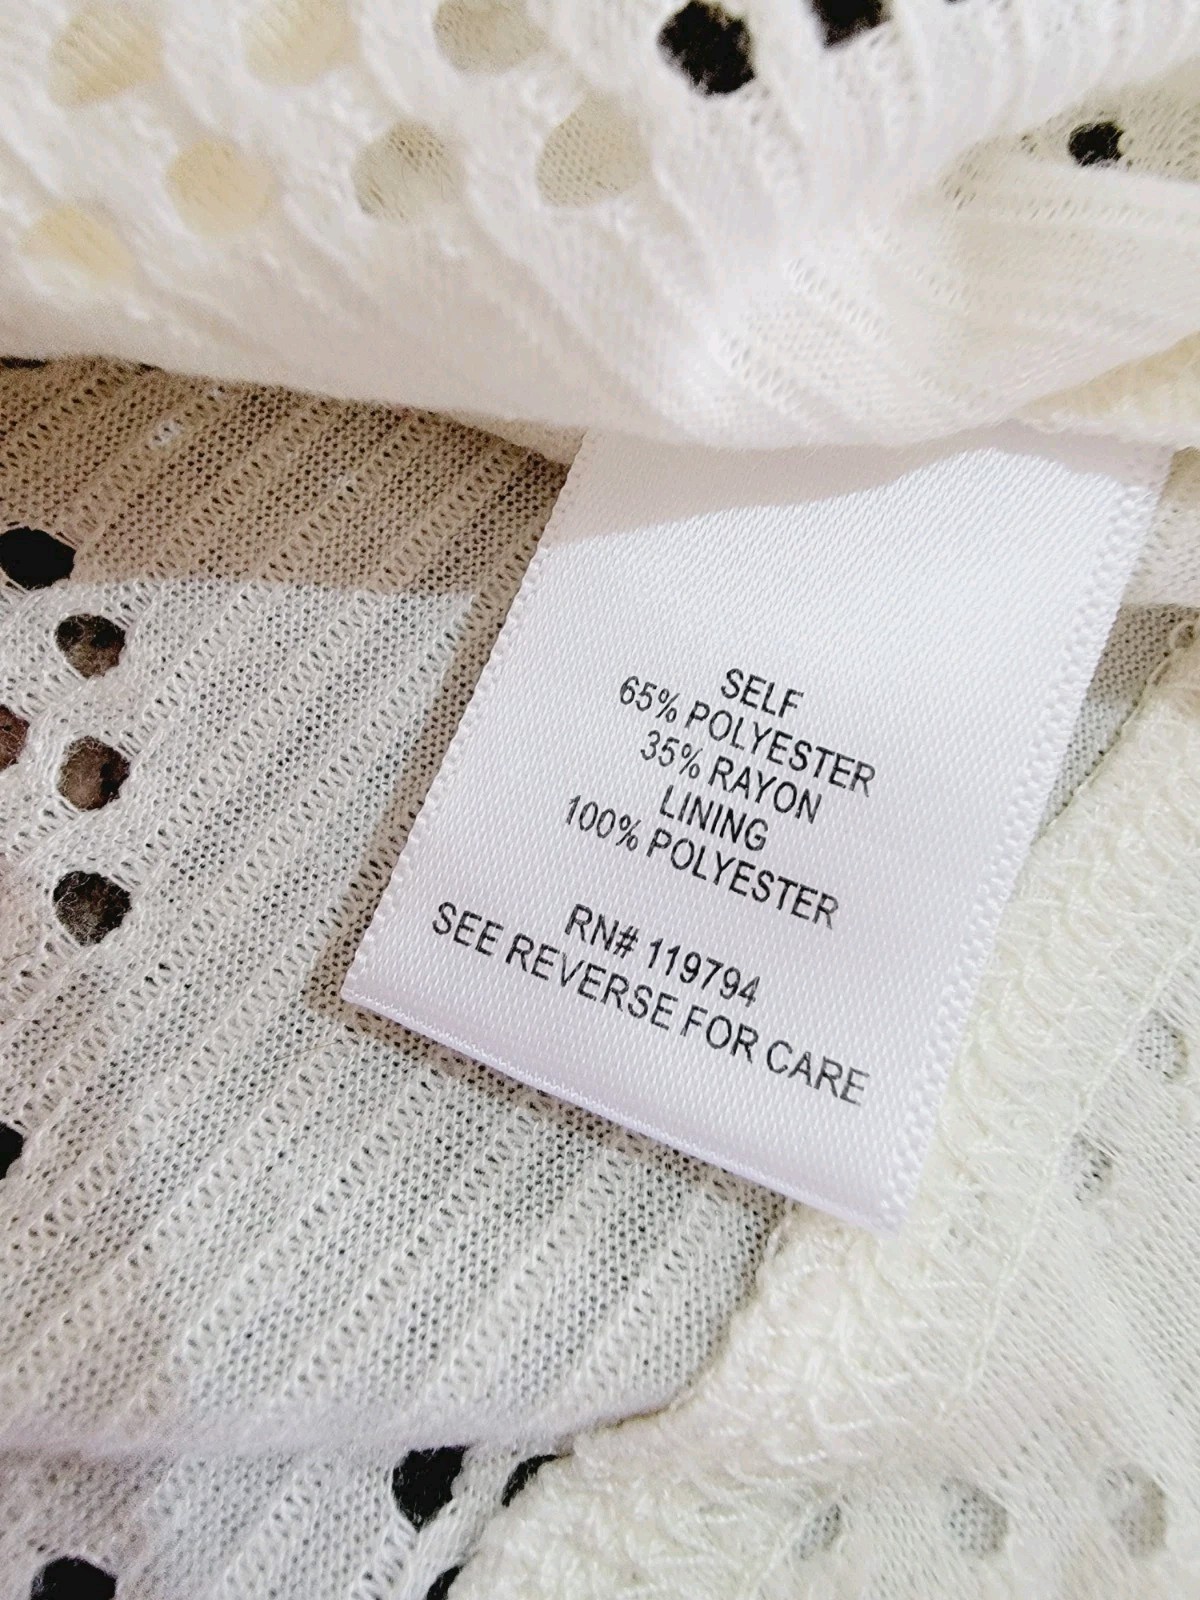 SELF
65% POLYESTER
35% RAYON
LINING
100% POLYESTER
RN# 119794
SEE REVERSE FOR CARE